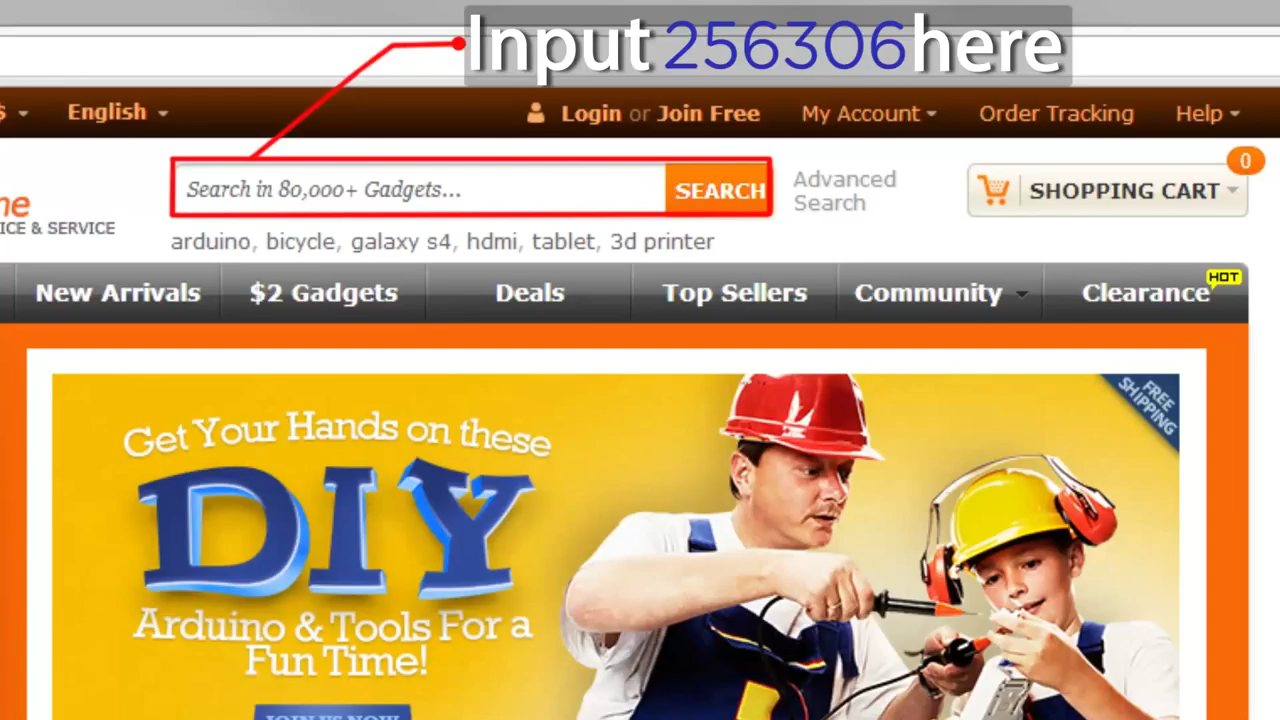 Input 256306 here
$ English Login or Join Free My Account Order Tracking Help
0
Search in 80,000+ Gadgets... SEARCH Advanced Search SHOPPING CART
ICE & SERVICE
arduino, bicycle, galaxy s4, hdmi, tablet, 3d printer
HOT
New Arrivals $2 Gadgets Deals Top Sellers Community Clearance
FREE SHIPPING
Get Your Hands on these
DIY
Arduino & Tools For a
Fun Time!
JOIN US NOW